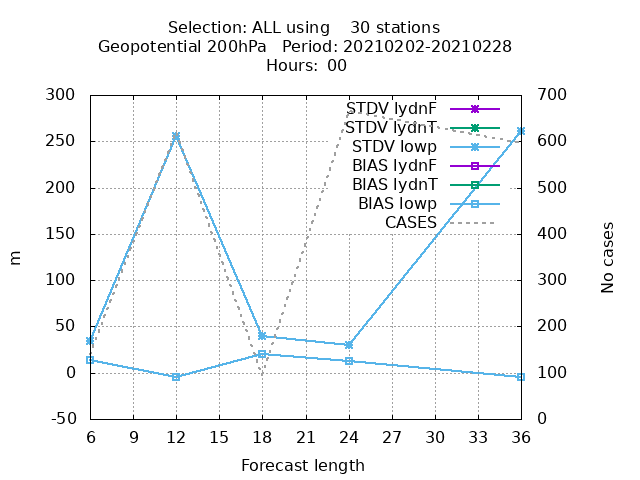 Selection: ALL using    30 stations
Geopotential 200hPa   Period: 20210202-20210228
Hours: 00
300
250
200
150
100
50
0
-50
700
600
500
400
300
200
100
0
STDV lydnF
STDV lydnT
STDV lowp
BIAS lydnF
BIAS lydnT
BIAS lowp
CASES
m
No cases
6 9 12 15 18 21 24 27 30 33 36
Forecast length